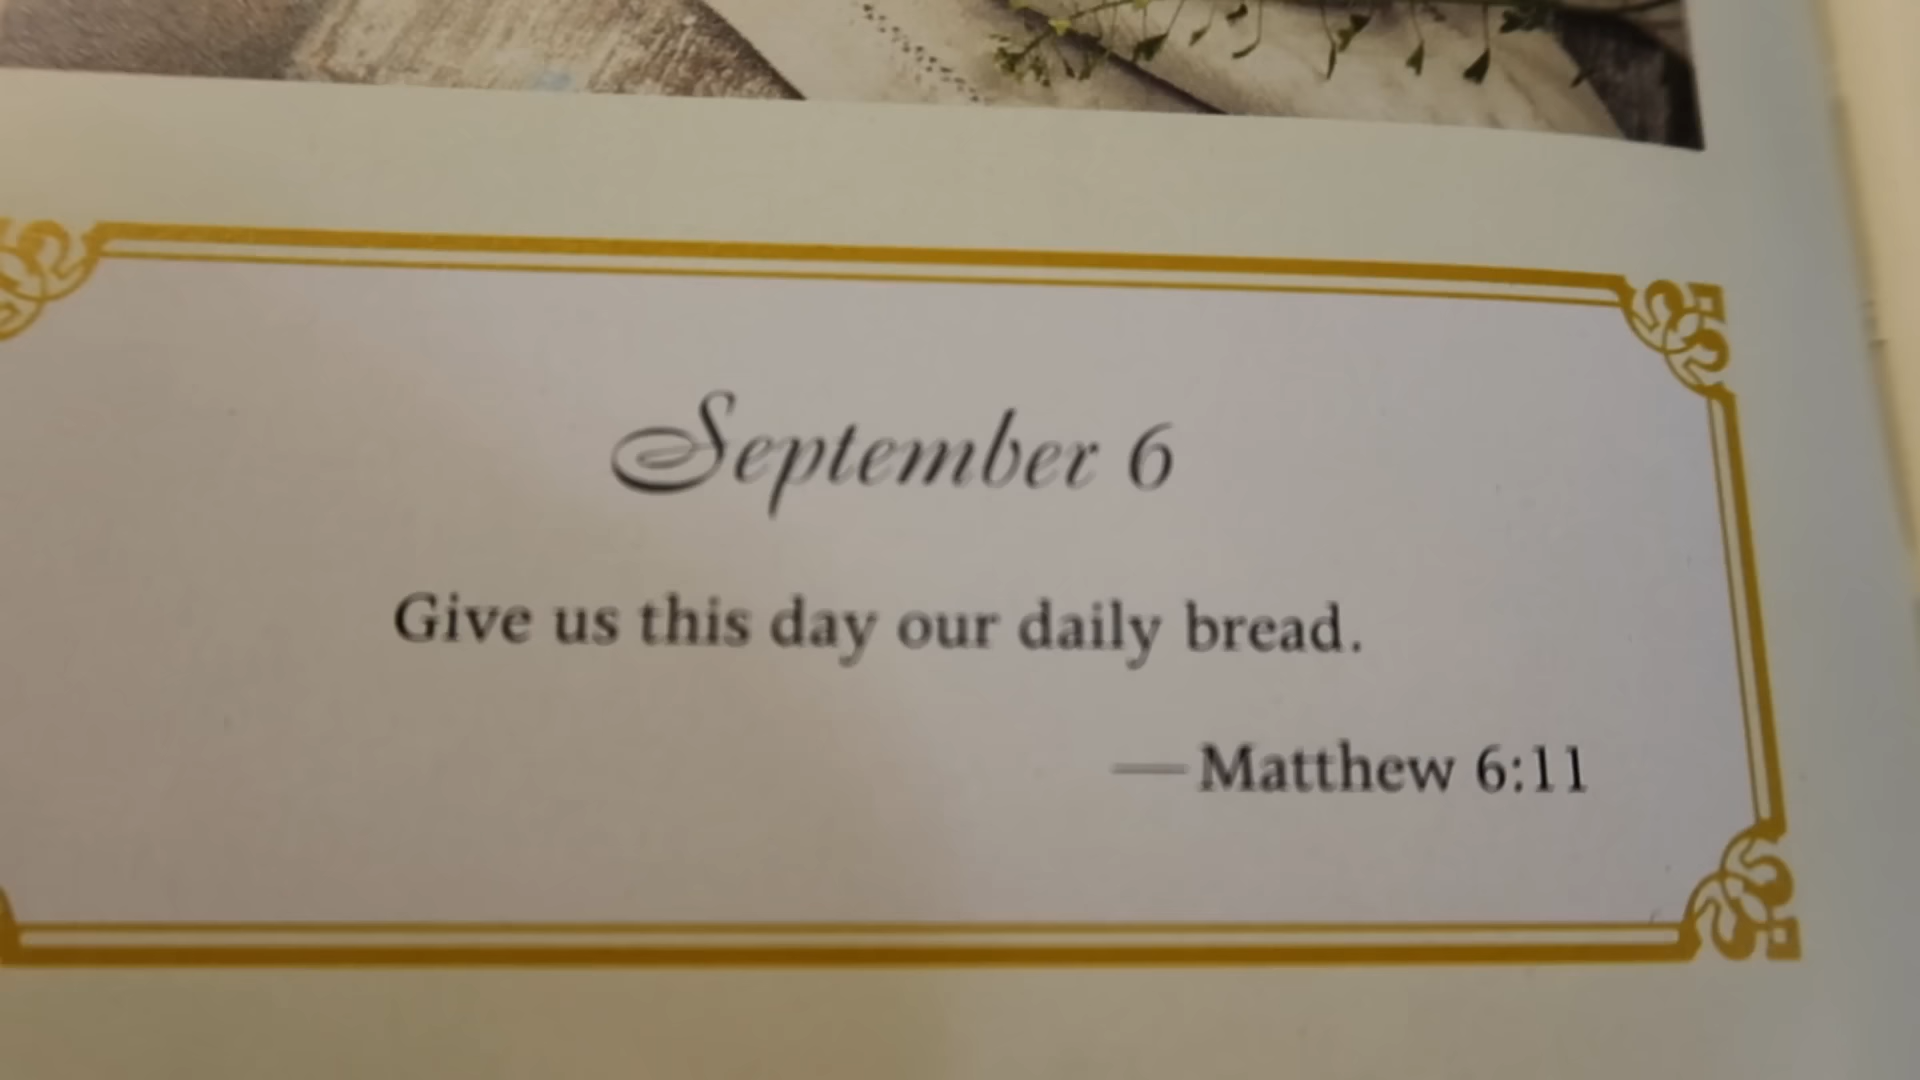 September 6
Give us this day our daily bread.
—Matthew 6:11